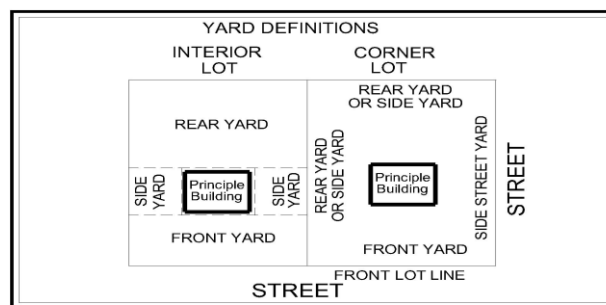 YARD DEFINITIONS
INTERIOR
LOT
CORNER
LOT
REAR YARD
SIDE
YARD
Principle
Building
SIDE
YARD
FRONT YARD
REAR YARD
OR SIDE YARD
REAR YARD
OR SIDE YARD
Principle
Building
SIDE STREET YARD
STREET
FRONT YARD
FRONT LOT LINE
STREET